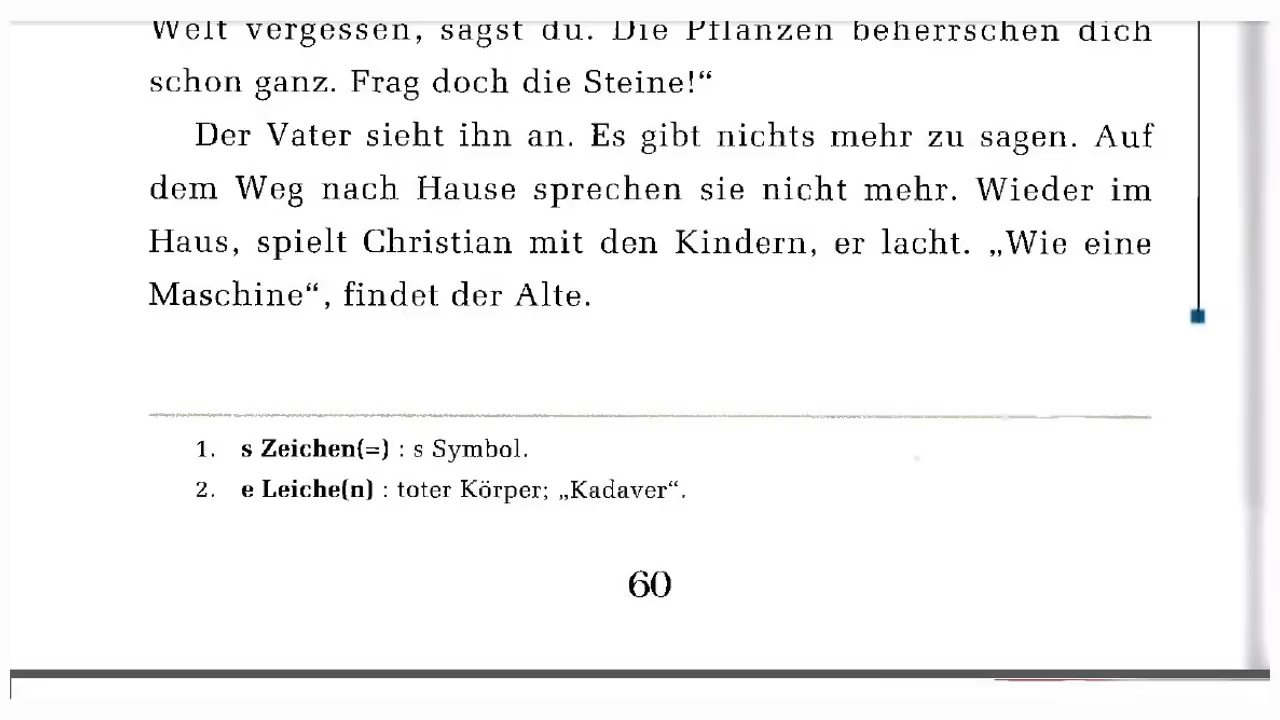 Welt vergessen, sagst du. Die Pflanzen beherrschen dich
schon ganz. Frag doch die Steine!“
Der Vater sieht ihn an. Es gibt nichts mehr zu sagen. Auf
dem Weg nach Hause sprechen sie nicht mehr. Wieder im
Haus, spielt Christian mit den Kindern, er lacht. „Wie eine
Maschine“, findet der Alte.
1. s Zeichen(=) : s Symbol.
2. e Leiche(n) : toter Körper; „Kadaver“.
60